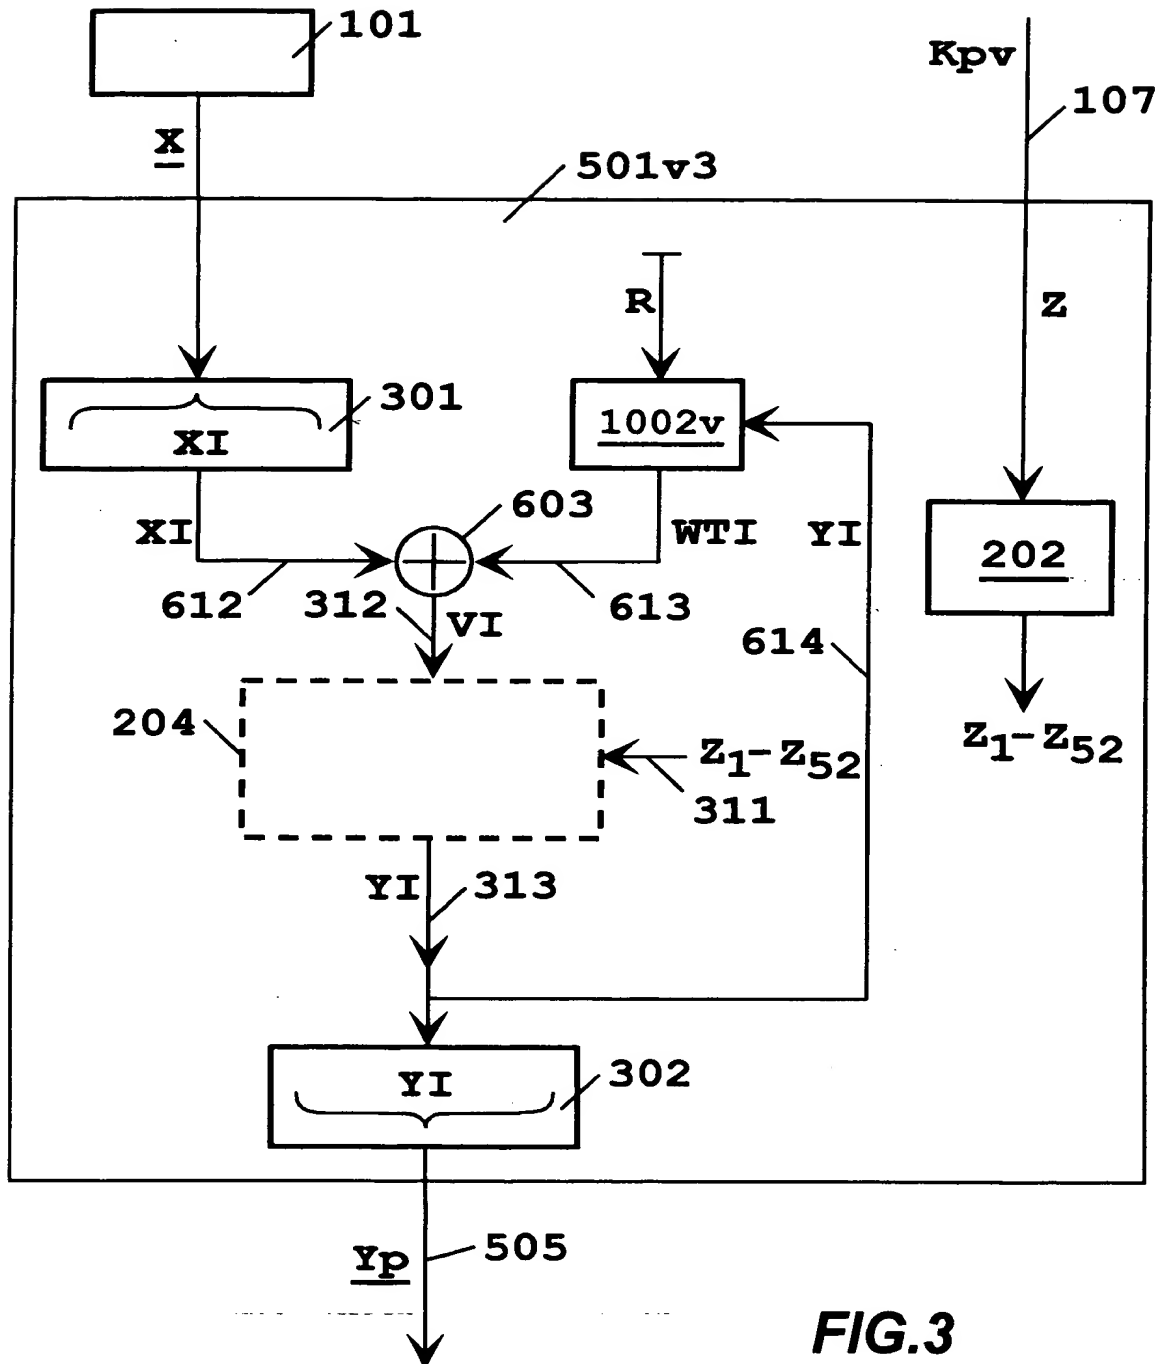 101
Kpv
107
X
501v3
R
Z
301
1002v
XI
603
XI
WTI
YI
202
612
312
VI
613
614
204
Z1-Z52
Z1-Z52
311
YI
313
YI
302
Yp
505
FIG.3